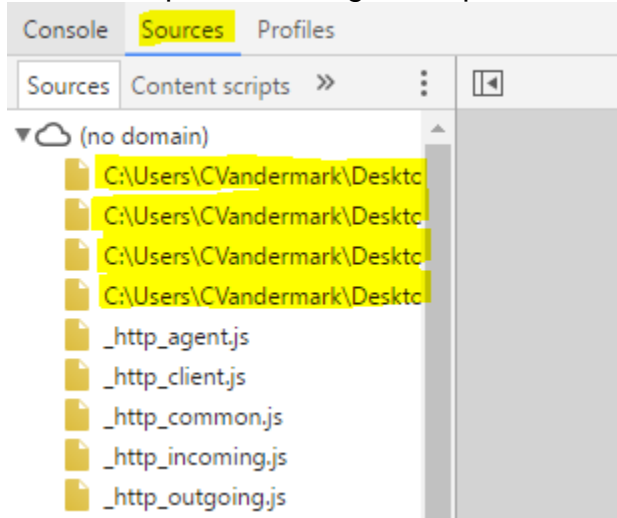 Console Sources Profiles
Sources Content scripts »
(no domain)
C:\Users\CVandermark\Deskto
C:\Users\CVandermark\Deskto
C:\Users\CVandermark\Deskto
C:\Users\CVandermark\Deskto
_http_agent.js
_http_client.js
_http_common.js
_http_incoming.js
_http_outgoing.js